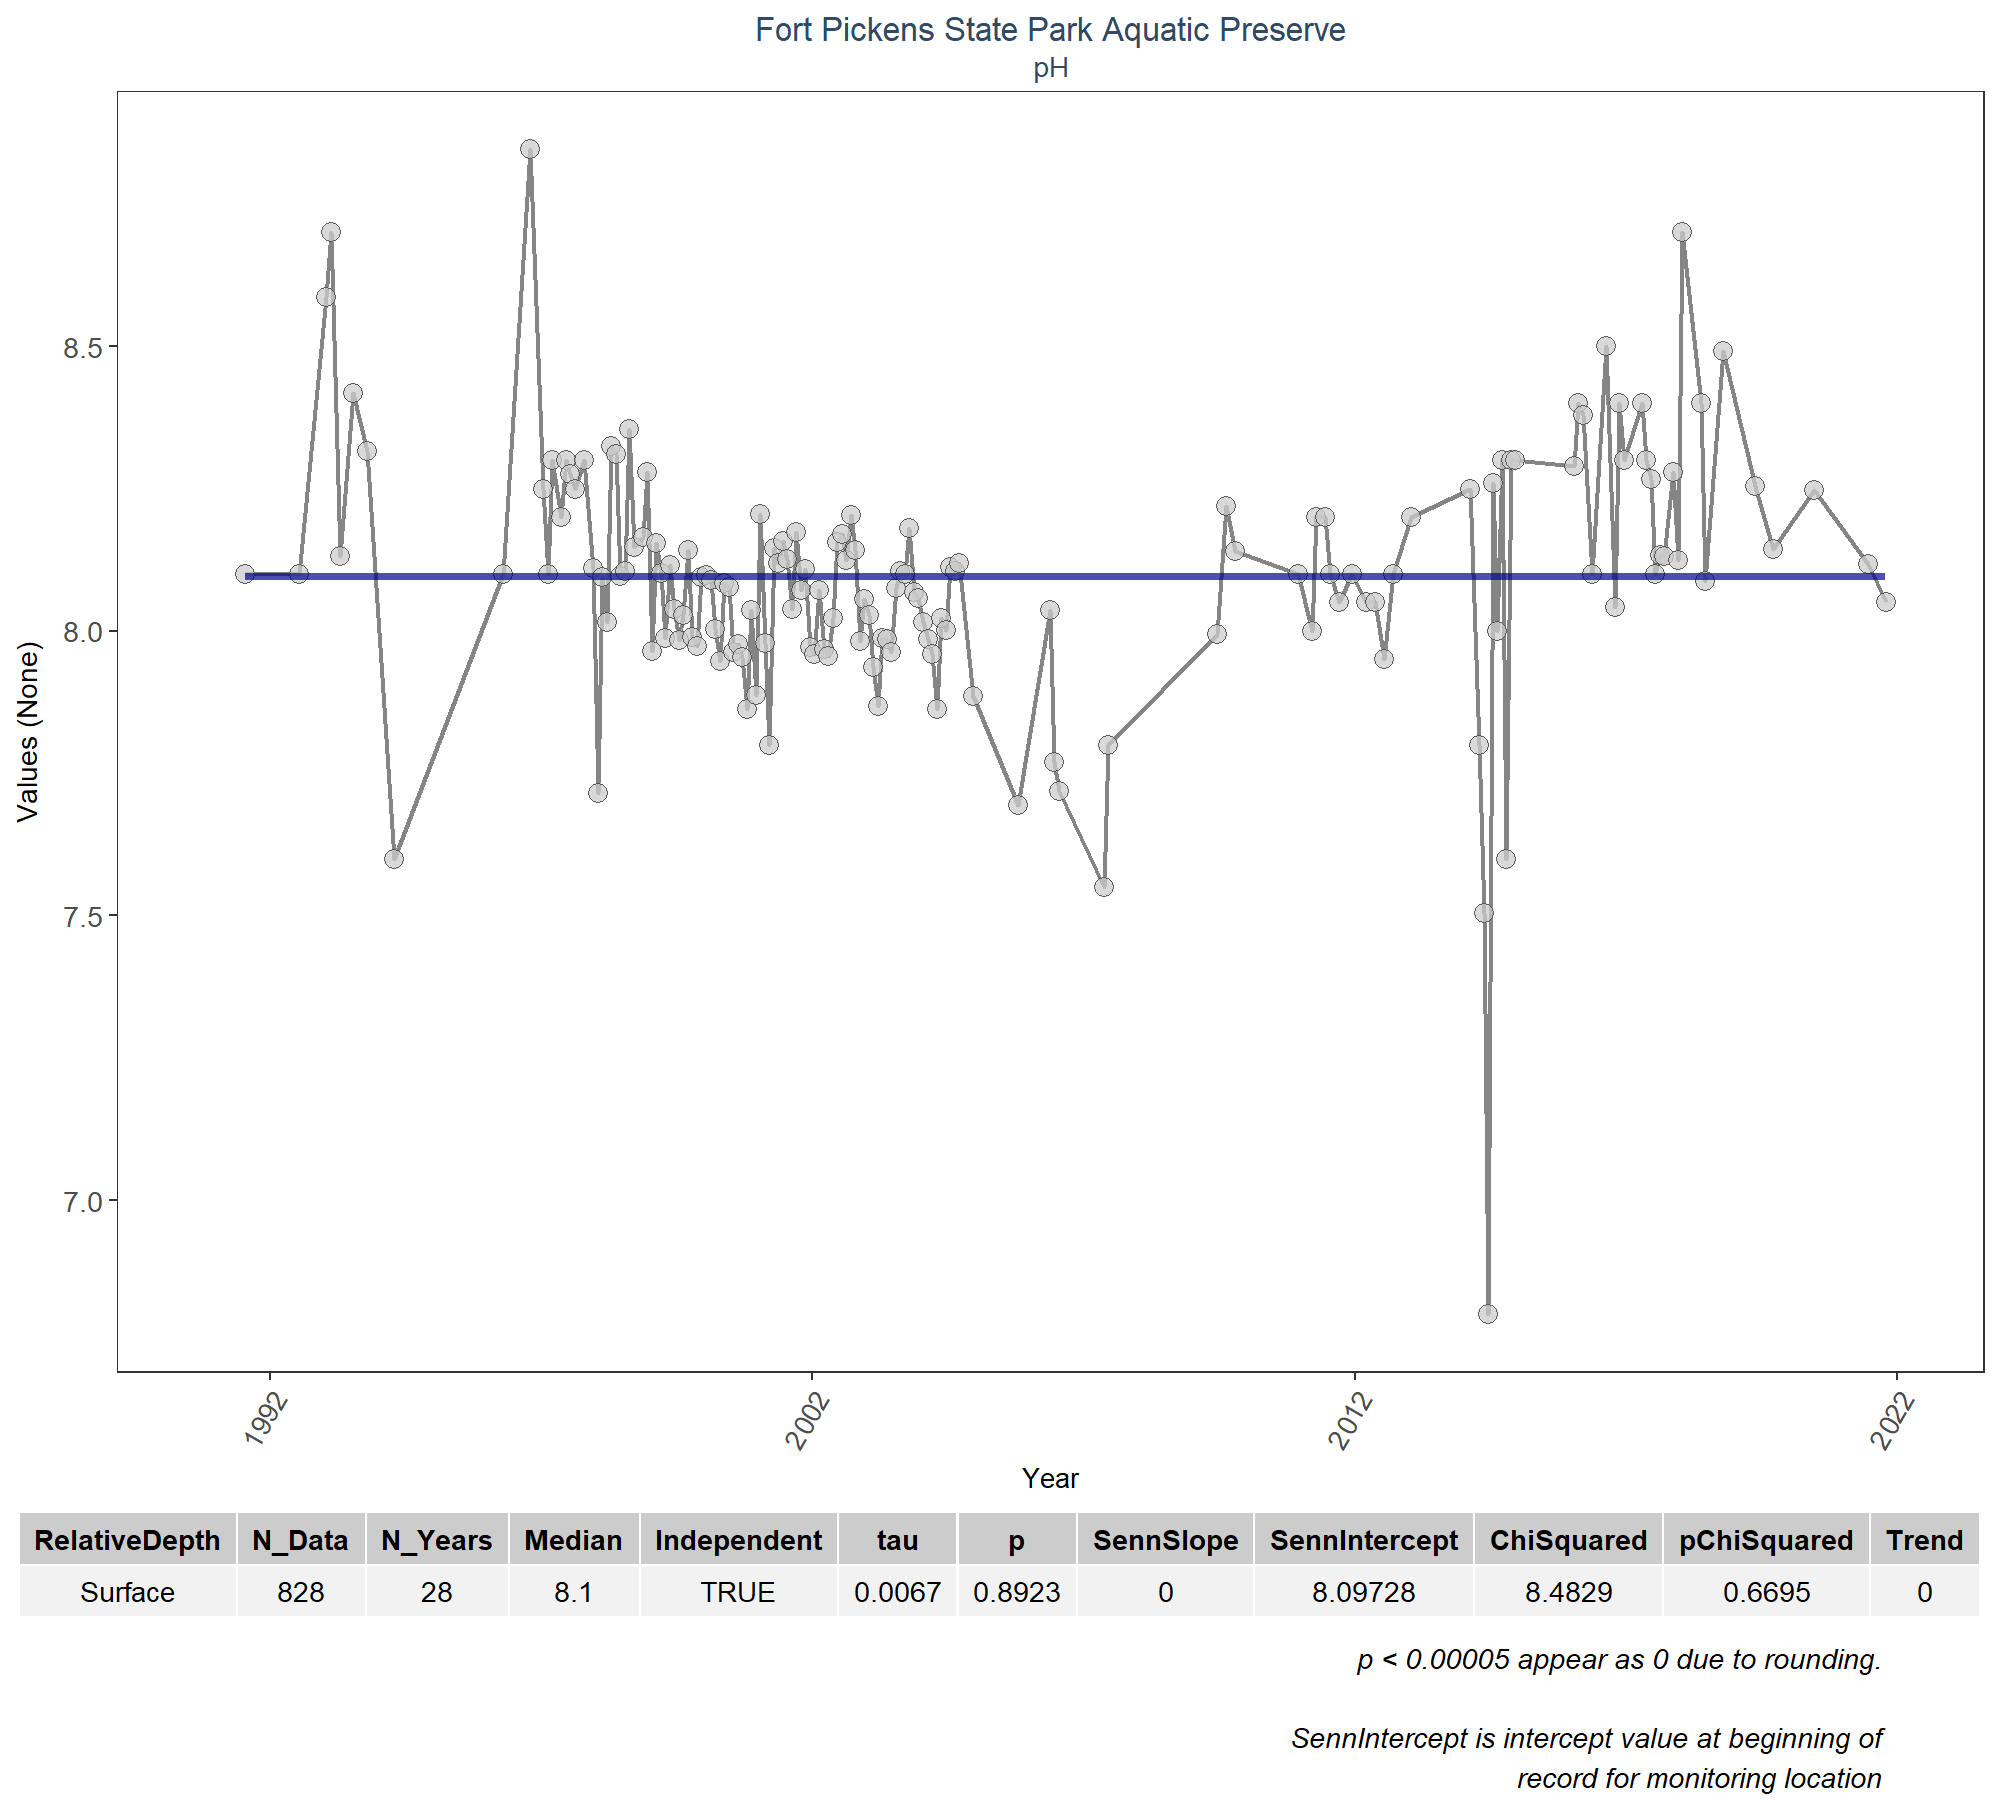 Fort Pickens State Park Aquatic Preserve
pH
8.5
8.0
7.5
7.0
Values (None)
1992 2002 2012 2022
Year
RelativeDepth N_Data N_Years Median Independent tau p SennSlope SennIntercept ChiSquared pChiSquared Trend
Surface 828 28 8.1 TRUE 0.0067 0.8923 0 8.09728 8.4829 0.6695 0
p < 0.00005 appear as 0 due to rounding.
SennIntercept is intercept value at beginning of
record for monitoring location